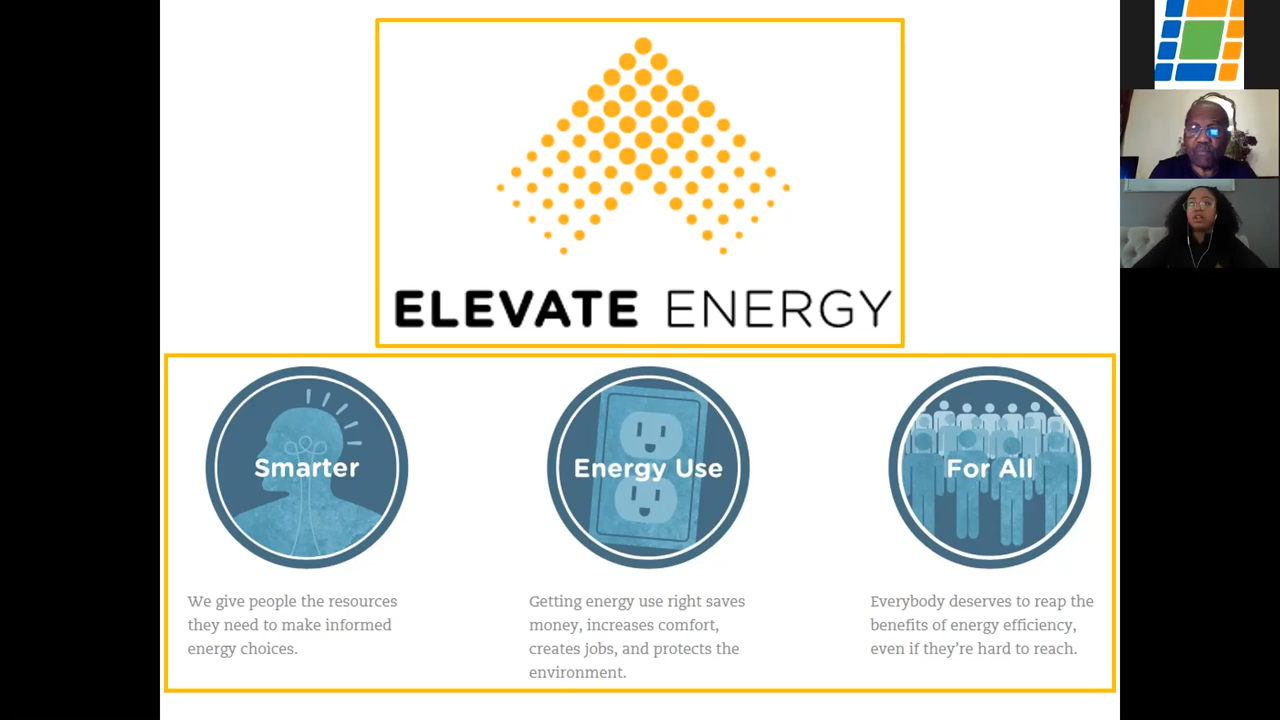 ELEVATE ENERGY
Smarter
Energy Use
For All
We give people the resources
they need to make informed
energy choices.
Getting energy use right saves
money, increases comfort,
creates jobs, and protects the
environment.
Everybody deserves to reap the
benefits of energy efficiency,
even if they’re hard to reach.